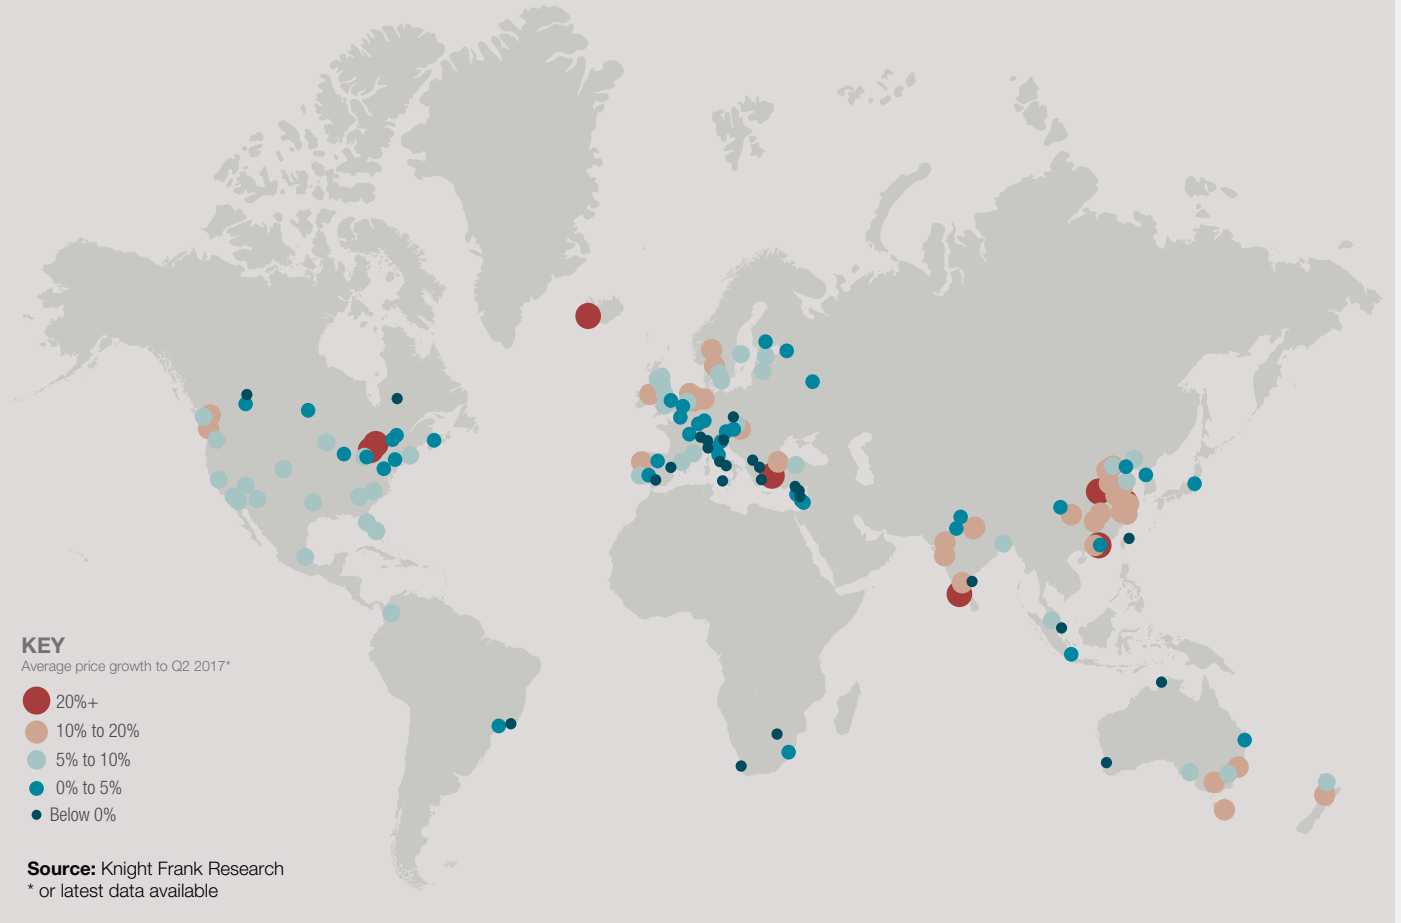 KEY
Average price growth to Q2 2017*
20%+
10% to 20%
5% to 10%
0% to 5%
Below 0%
Source: Knight Frank Research
* or latest data available